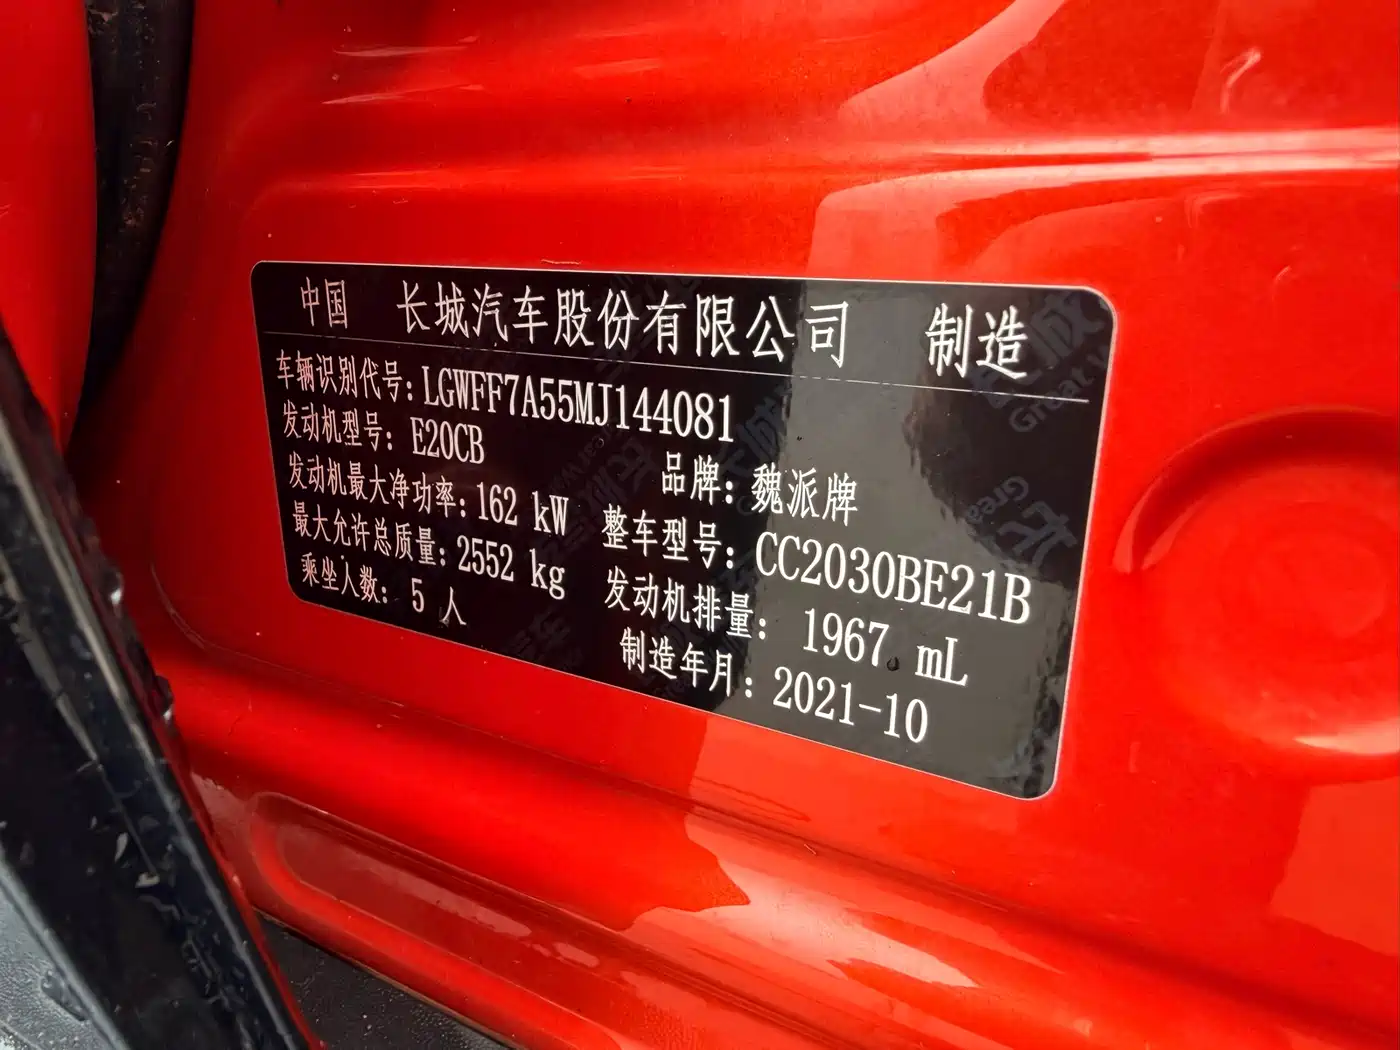 中国 长城汽车股份有限公司 制造
车辆识别代号: LGWFF7A55MJ144081
发动机型号: E20CB 品牌: 魏派牌
发动机最大净功率: 162 kW 整车型号: CC2030BE21B
最大允许总质量: 2552 kg 发动机排量: 1967 mL
乘坐人数: 5 人 制造年月: 2021-10